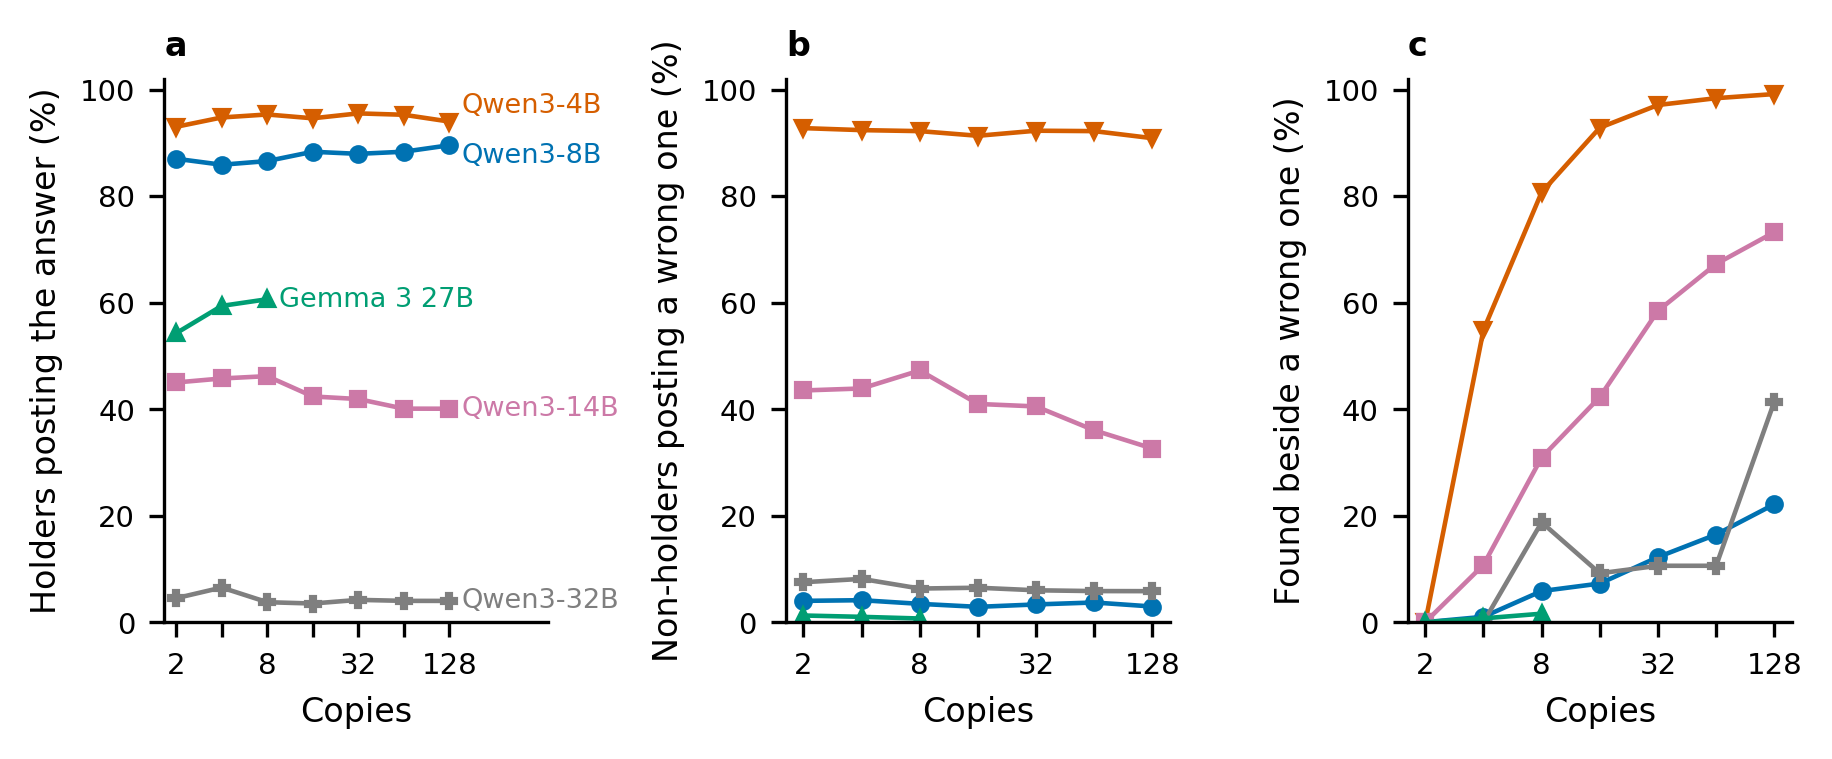 a
Holders posting the answer (%)
100
80
60
40
20
0
Qwen3-4B
Qwen3-8B
Gemma 3 27B
Qwen3-14B
Qwen3-32B
2
8
32
128
Copies
b
Non-holders posting a wrong one (%)
100
80
60
40
20
0
2
8
32
128
Copies
c
Found beside a wrong one (%)
100
80
60
40
20
0
2
8
32
128
Copies